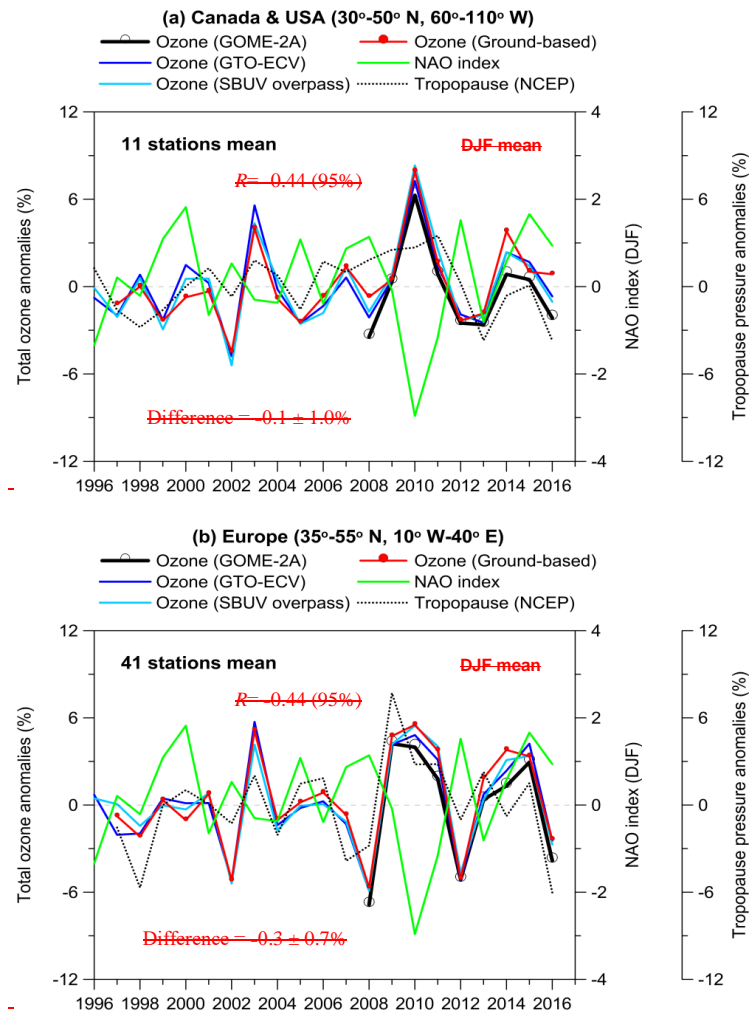 (a) Canada & USA (30°-50° N, 60°-110° W)
Ozone (GOME-2A) Ozone (Ground-based)
Ozone (GTO-ECV) NAO index
Ozone (SBUV overpass) Tropopause (NCEP)
11 stations mean DJF mean
R= -0.44 (95%)
Difference = -0.1 ± 1.0%
Total ozone anomalies (%)
12
6
0
-6
-12
NAO index (DJF)
4
2
0
-2
-4
Tropopause pressure anomalies (%)
12
6
0
-6
-12
1996 1998 2000 2002 2004 2006 2008 2010 2012 2014 2016
(b) Europe (35°-55° N, 10° W-40° E)
Ozone (GOME-2A) Ozone (Ground-based)
Ozone (GTO-ECV) NAO index
Ozone (SBUV overpass) Tropopause (NCEP)
41 stations mean DJF mean
R= -0.44 (95%)
Difference = -0.3 ± 0.7%
Total ozone anomalies (%)
12
6
0
-6
-12
NAO index (DJF)
4
2
0
-2
-4
Tropopause pressure anomalies (%)
12
6
0
-6
-12
1996 1998 2000 2002 2004 2006 2008 2010 2012 2014 2016